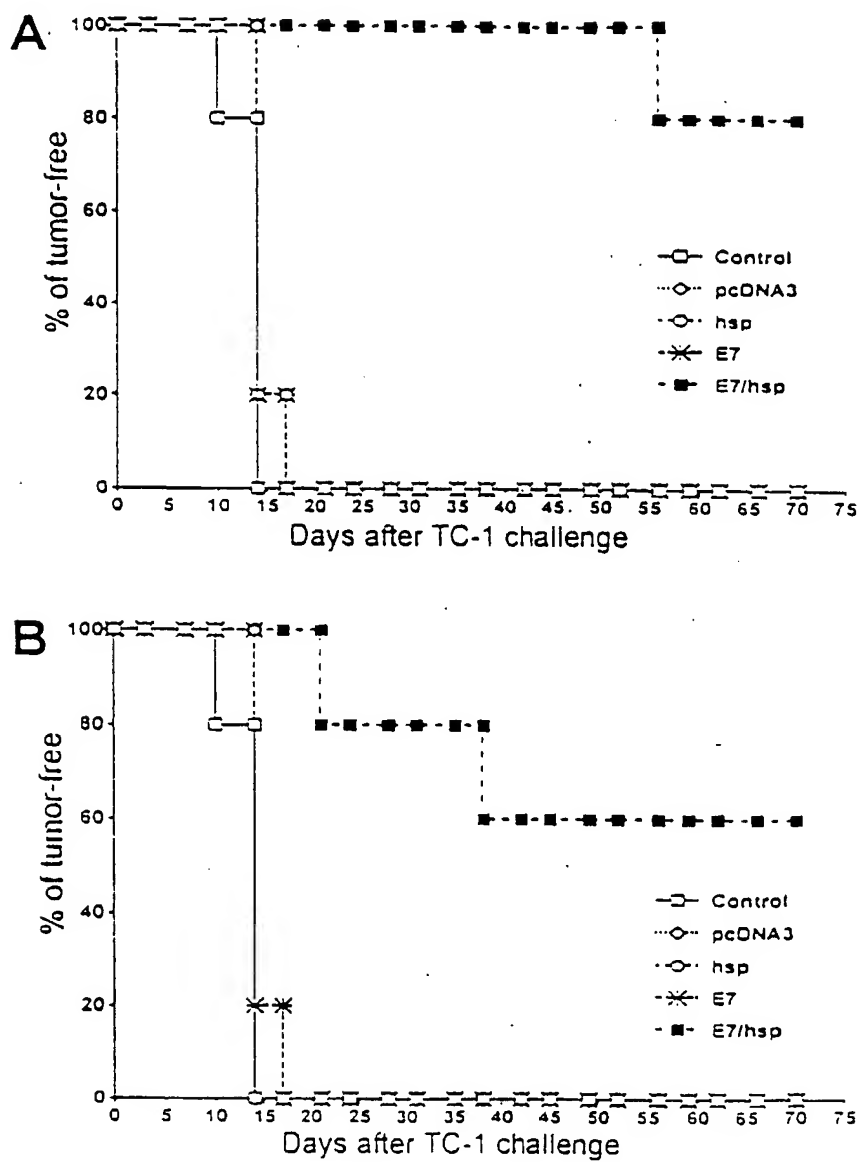 A
100
80
60
40
20
0
% of tumor-free
Control
pcDNA3
hsp
E7
E7/hsp
0 5 10 15 20 25 30 35 40 45. 50 55 60 65 70 75
Days after TC-1 challenge
B
100
80
60
40
20
0
% of tumor-free
Control
pcDNA3
hsp
E7
E7/hsp
0 5 10 15 20 25 30 35 40 45 50 55 60 65 70 75
Days after TC-1 challenge